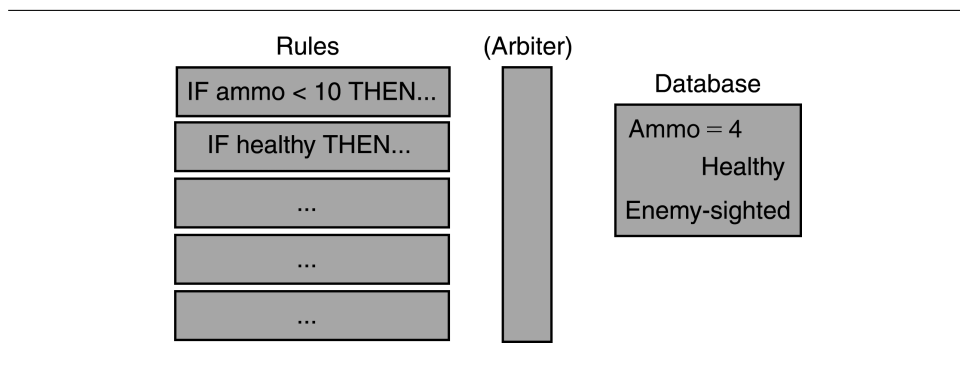 Rules
(Arbiter)
IF ammo < 10 THEN...
IF healthy THEN...
...
...
...
Database
Ammo = 4
Healthy
Enemy-sighted